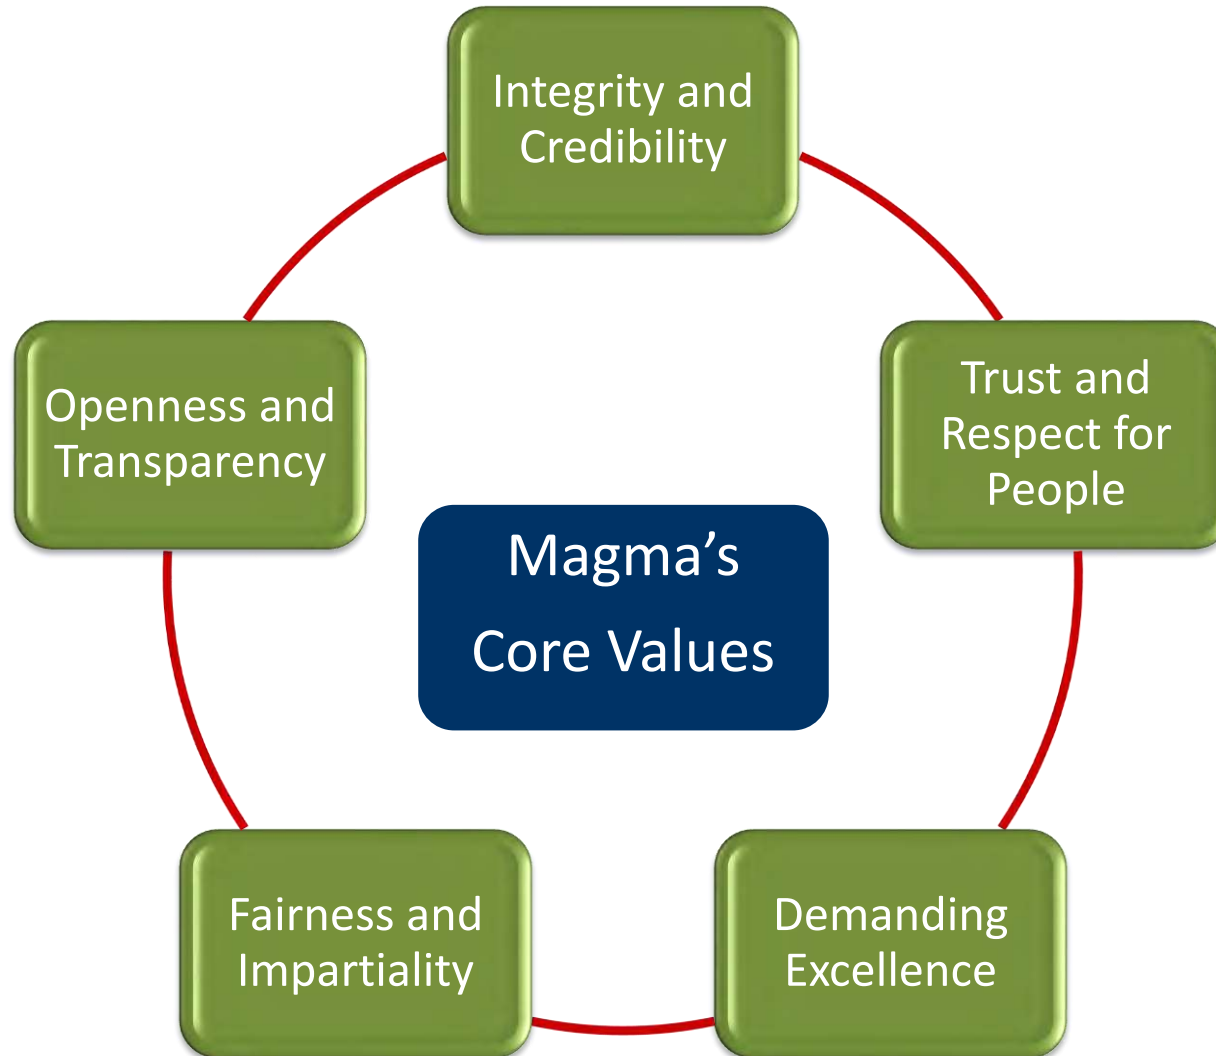 Integrity and
Credibility
Openness and
Transparency
Trust and
Respect for
People
Magma’s
Core Values
Fairness and
Impartiality
Demanding
Excellence